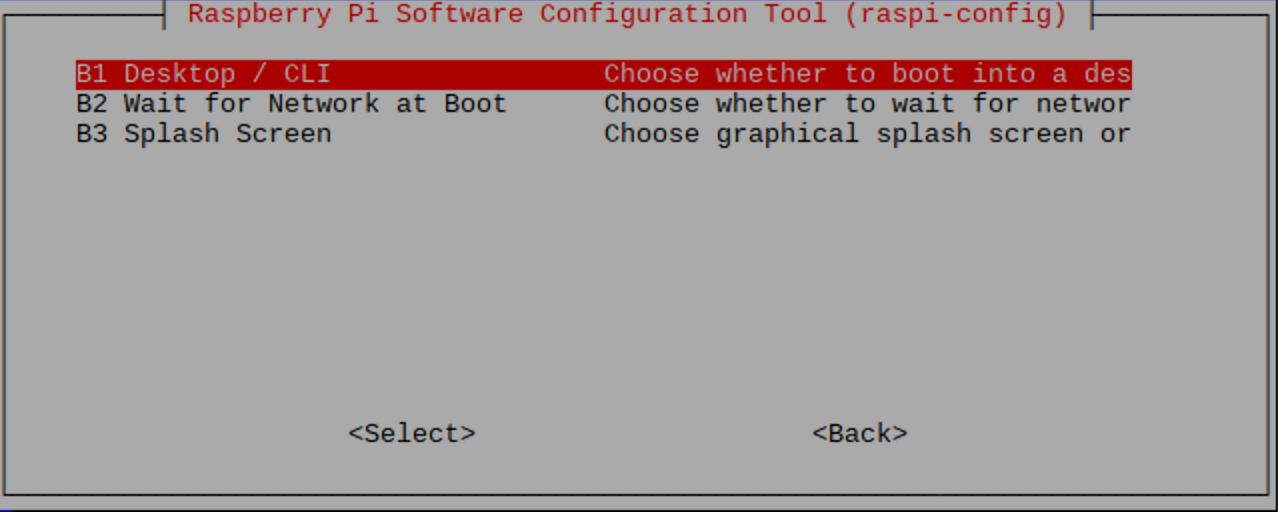 Raspberry Pi Software Configuration Tool (raspi-config)
B1 Desktop / CLI Choose whether to boot into a des
B2 Wait for Network at Boot Choose whether to wait for networ
B3 Splash Screen Choose graphical splash screen or
<Select> <Back>